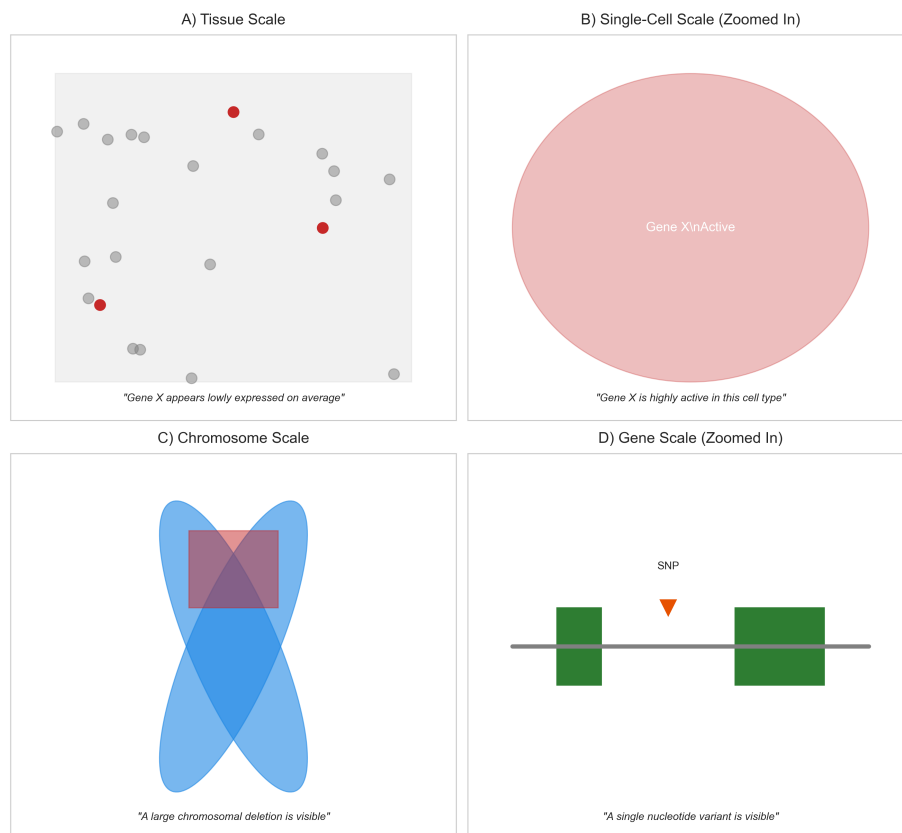 A) Tissue Scale
B) Single-Cell Scale (Zoomed In)
Gene X\nActive
"Gene X appears lowly expressed on average"
"Gene X is highly active in this cell type"
C) Chromosome Scale
D) Gene Scale (Zoomed In)
SNP
"A large chromosomal deletion is visible"
"A single nucleotide variant is visible"